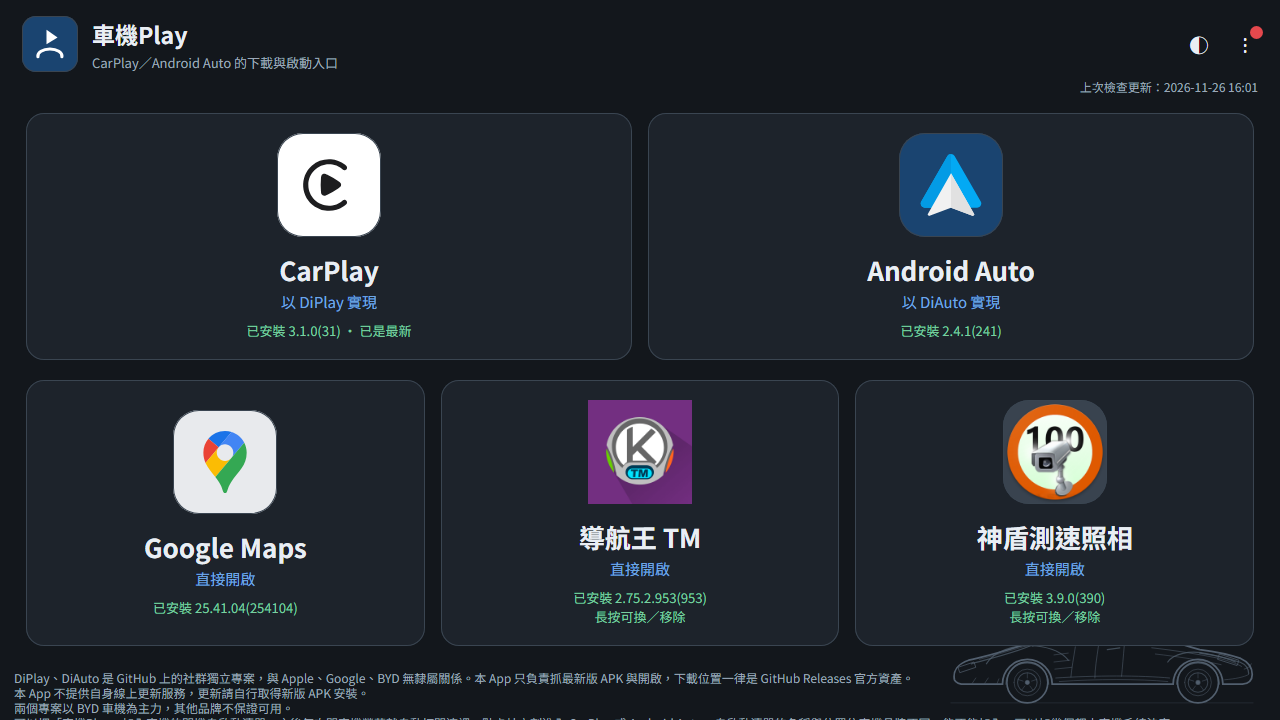 車機Play
CarPlay／Android Auto 的下載與啟動入口
上次檢查更新：2026-11-26 16:01
CarPlay
以 DiPlay 實現
已安裝 3.1.0(31) · 已是最新
Android Auto
以 DiAuto 實現
已安裝 2.4.1(241)
Google Maps
直接開啟
已安裝 25.41.04(254104)
K
TM
導航王 TM
直接開啟
已安裝 2.75.2.953(953)
長按可換／移除
100
神盾測速照相
直接開啟
已安裝 3.9.0(390)
長按可換／移除
DiPlay、DiAuto 是 GitHub 上的社群獨立專案，與 Apple、Google、BYD 無隸屬關係。本 App 只負責抓最新版 APK 與開啟，下載位置一律是 GitHub Releases 官方資產。
本 App 不提供自身線上更新服務，更新請自行取得新版 APK 安裝。
兩個專案以 BYD 車機為主力，其他品牌不保證可用。